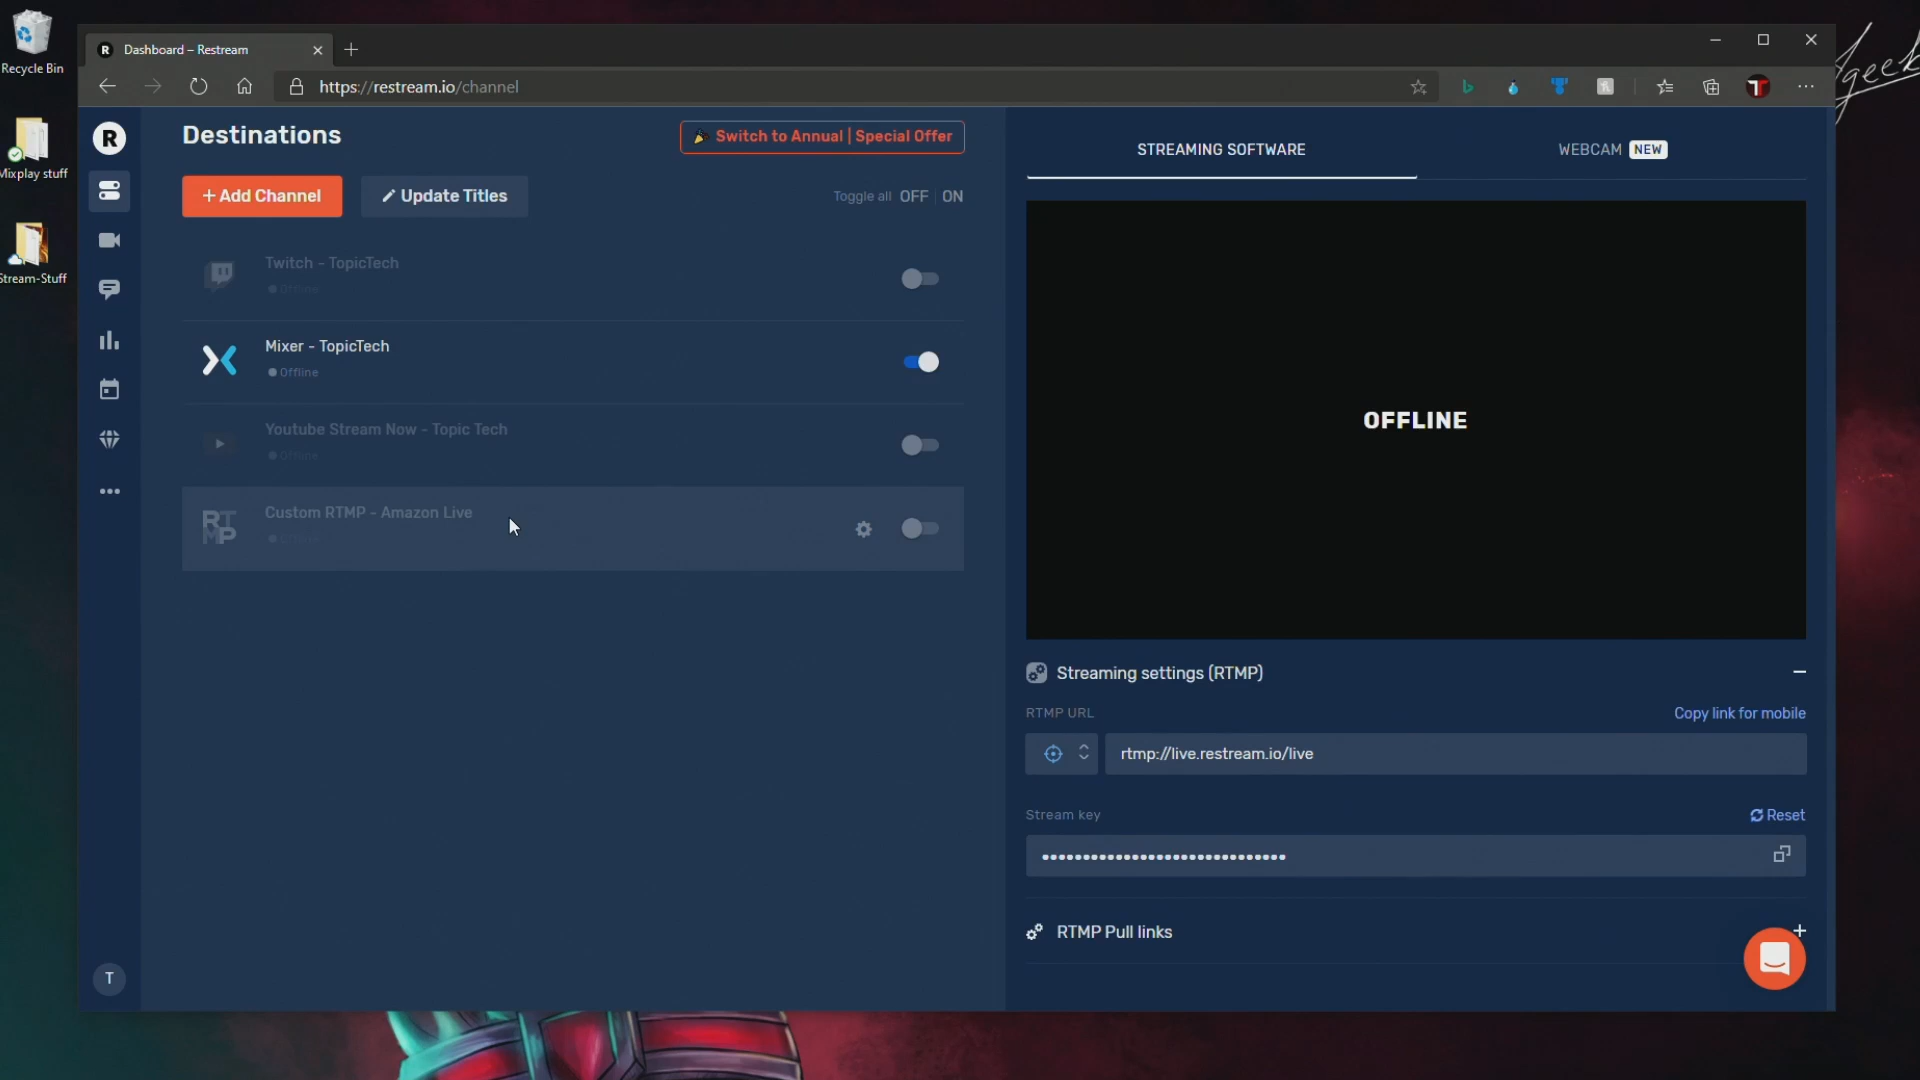 Recycle Bin
Mixplay stuff
Stream-Stuff
R Dashboard – Restream
https://restream.io/channel
R
Destinations
Switch to Annual | Special Offer
+ Add Channel
Update Titles
Toggle all OFF | ON
Twitch - TopicTech
Offline
Mixer - TopicTech
Offline
Youtube Stream Now - Topic Tech
Offline
RTMP
Custom RTMP - Amazon Live
Offline
T
STREAMING SOFTWARE
WEBCAM NEW
OFFLINE
Streaming settings (RTMP)
RTMP URL
Copy link for mobile
rtmp://live.restream.io/live
Stream key
Reset
••••••••••••••••••••••••••••••
RTMP Pull links